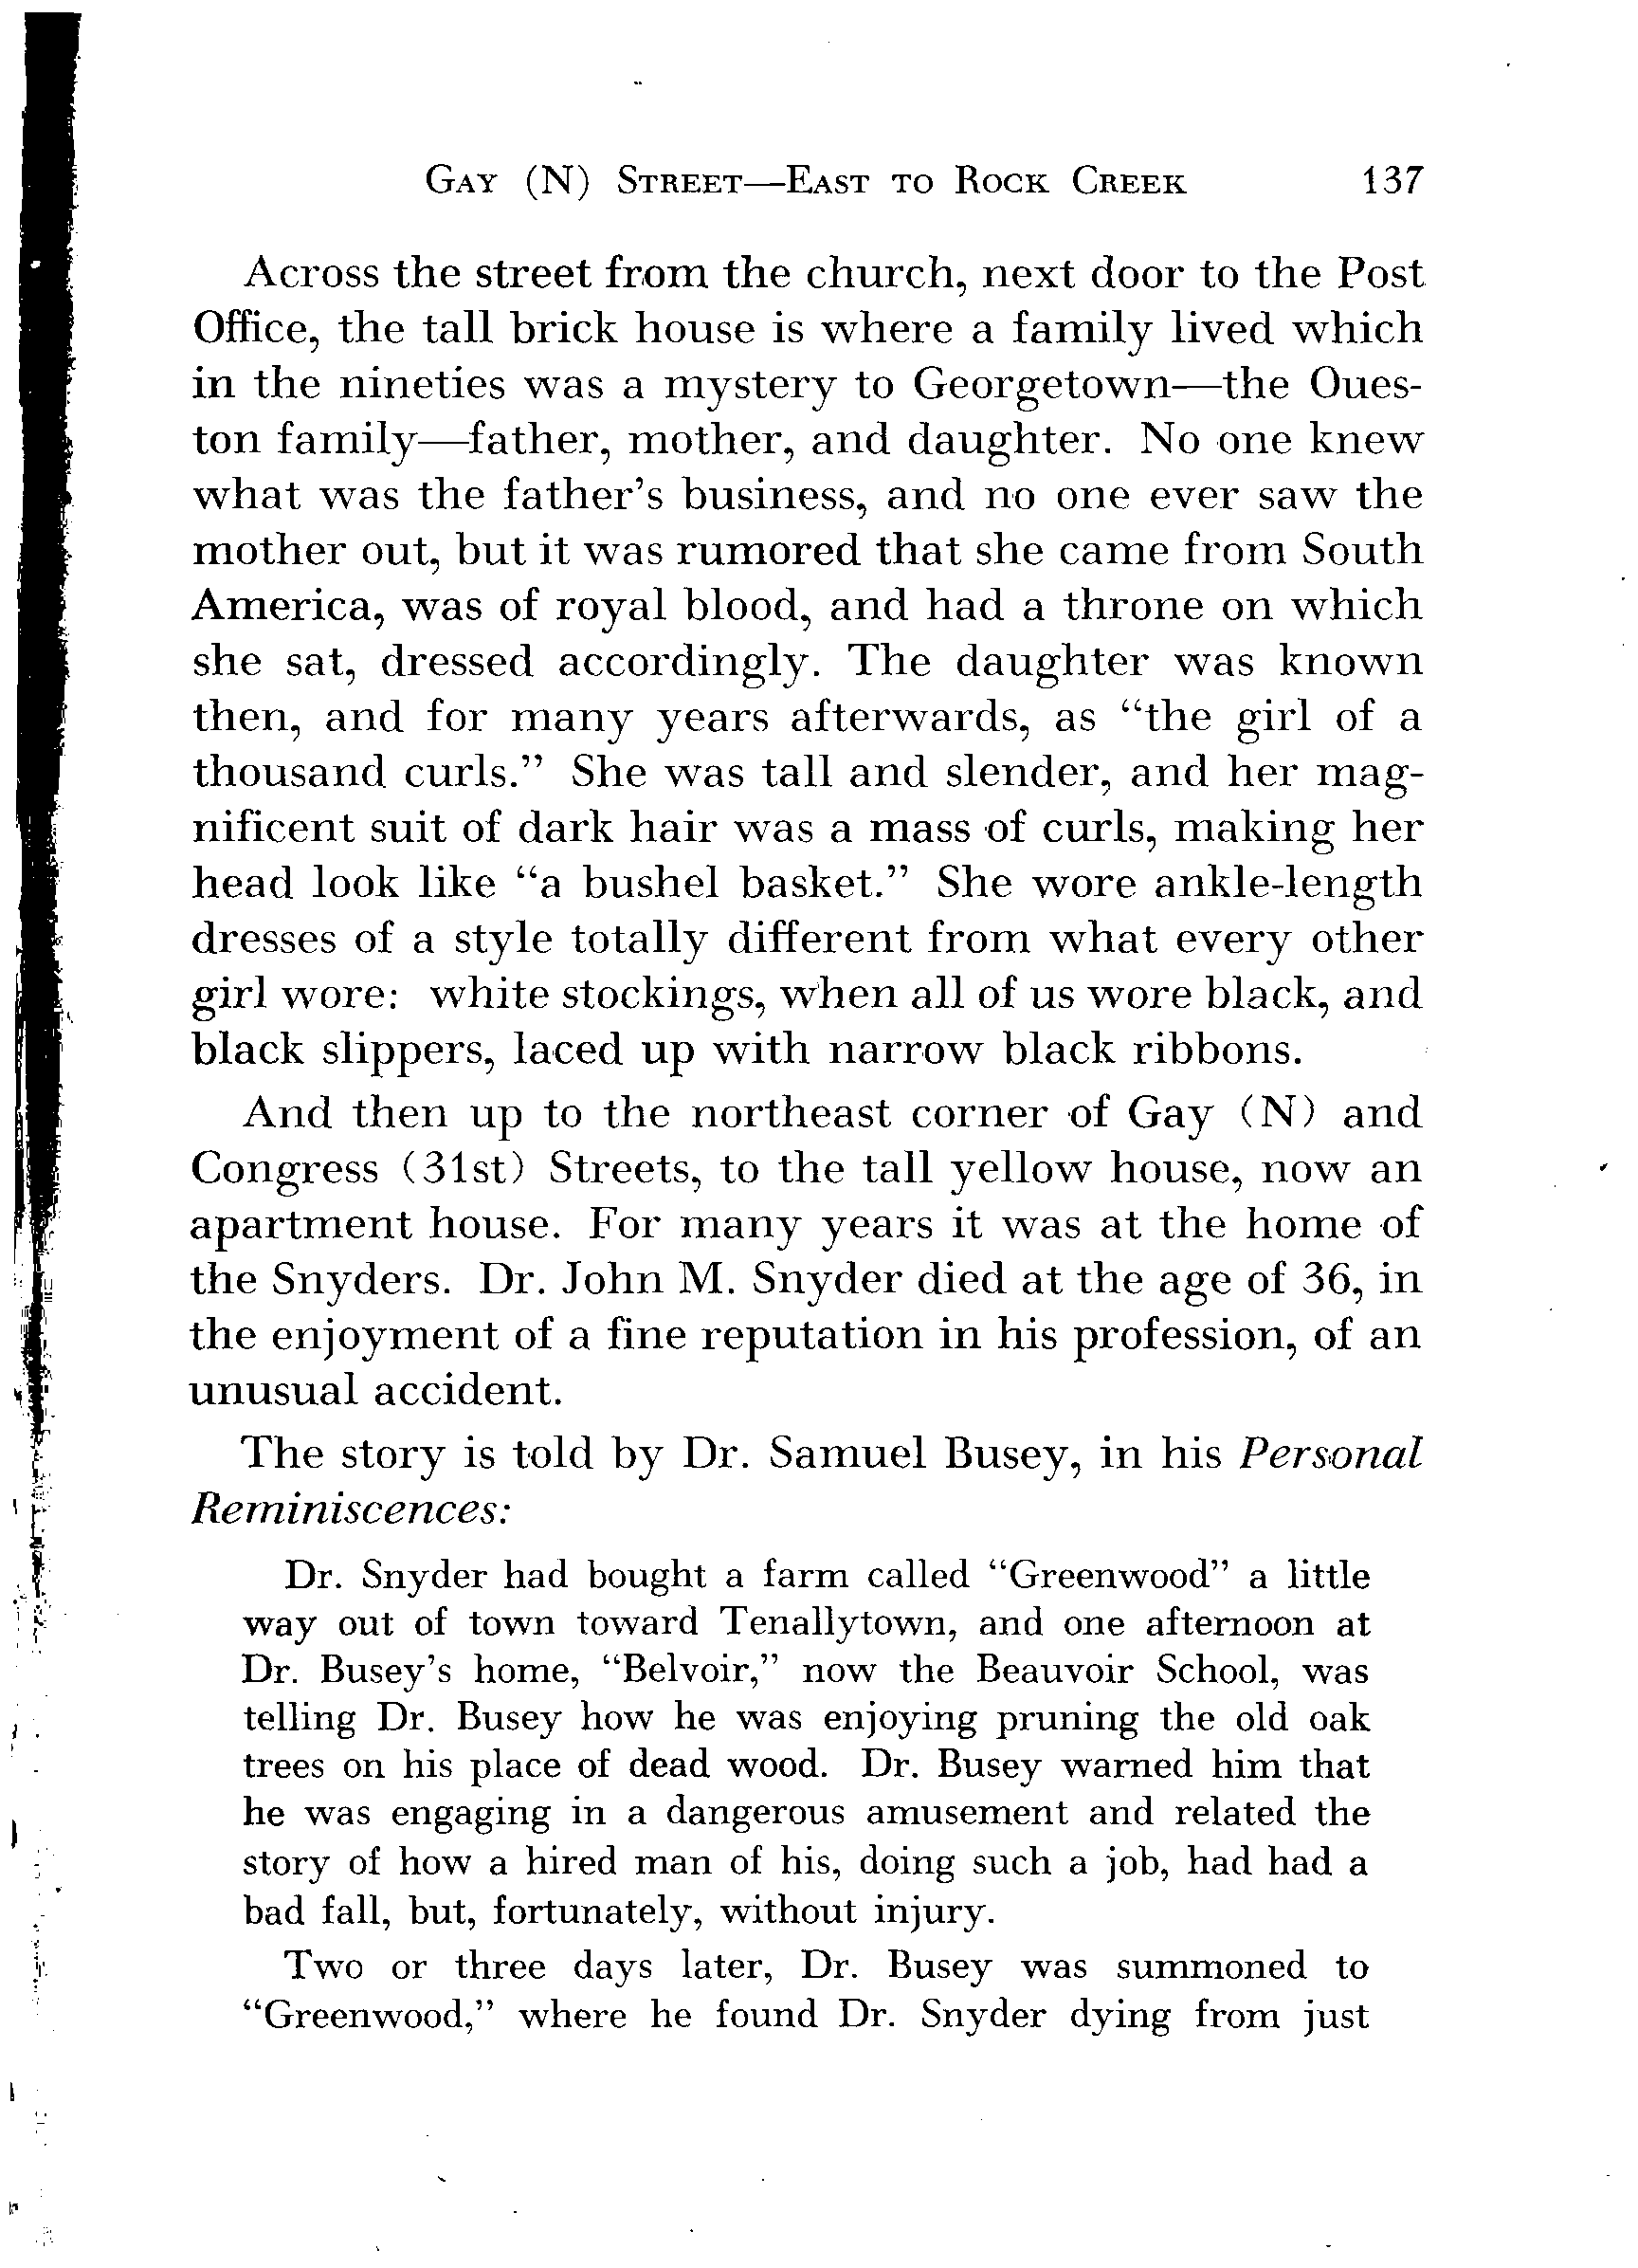 GAY (N) STREET—EAST TO ROCK CREEK 137
Across the street from the church, next door to the Post
Office, the tall brick house is where a family lived which
in the nineties was a mystery to Georgetown—the Oues-
ton family—father, mother, and daughter. No one knew
what was the father's business, and no one ever saw the
mother out, but it was rumored that she came from South
America, was of royal blood, and had a throne on which
she sat, dressed accordingly. The daughter was known
then, and for many years afterwards, as “the girl of a
thousand curls.” She was tall and slender, and her mag-
nificent suit of dark hair was a mass of curls, making her
head look like “a bushel basket.” She wore ankle-length
dresses of a style totally different from what every other
girl wore: white stockings, when all of us wore black, and
black slippers, laced up with narrow black ribbons.
And then up to the northeast corner of Gay (N) and
Congress (31st) Streets, to the tall yellow house, now an
apartment house. For many years it was at the home of
the Snyders. Dr. John M. Snyder died at the age of 36, in
the enjoyment of a fine reputation in his profession, of an
unusual accident.
The story is told by Dr. Samuel Busey, in his Personal
Reminiscences:
Dr. Snyder had bought a farm called “Greenwood” a little
way out of town toward Tenallytown, and one afternoon at
Dr. Busey's home, “Belvoir,” now the Beauvoir School, was
telling Dr. Busey how he was enjoying pruning the old oak
trees on his place of dead wood. Dr. Busey warned him that
he was engaging in a dangerous amusement and related the
story of how a hired man of his, doing such a job, had had a
bad fall, but, fortunately, without injury.
Two or three days later, Dr. Busey was summoned to
“Greenwood,” where he found Dr. Snyder dying from just